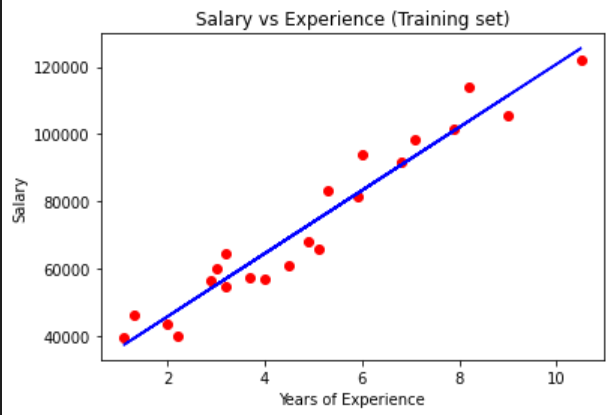 Salary vs Experience (Training set)
120000
100000
80000
60000
40000
Salary
2 4 6 8 10
Years of Experience